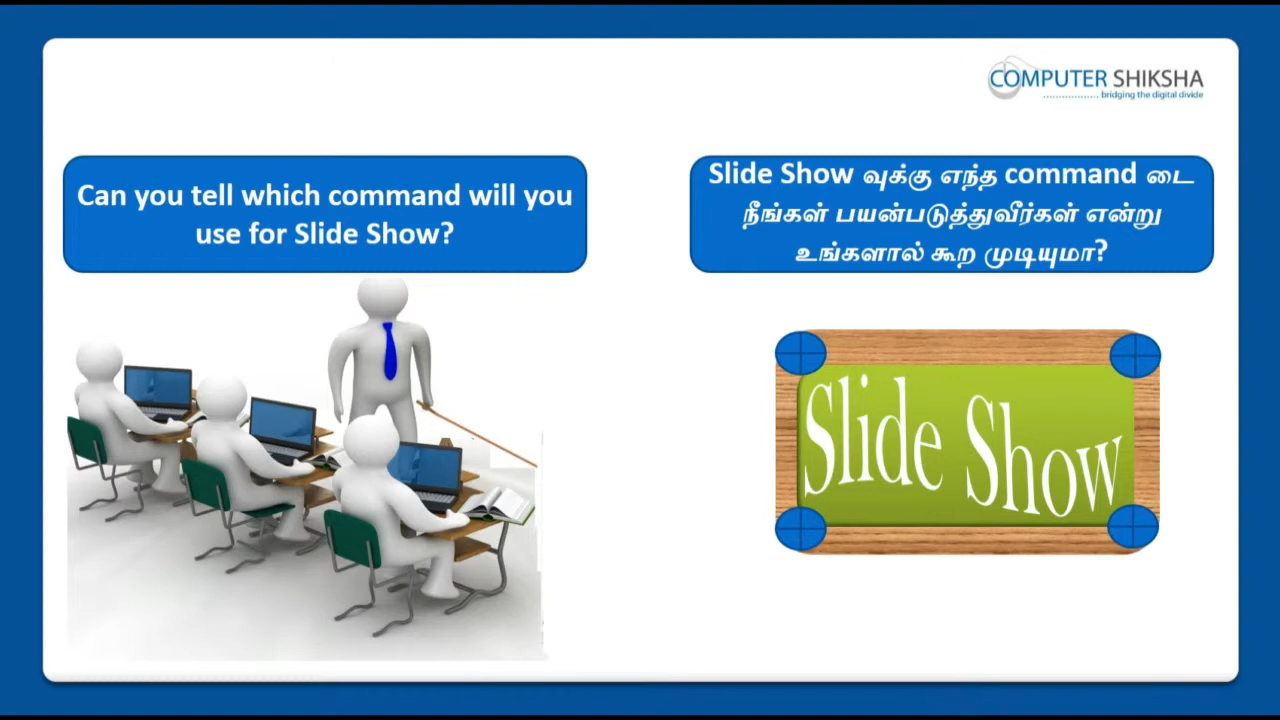 COMPUTER SHIKSHA
bridging the digital divide
Can you tell which command will you
use for Slide Show?
Slide Show வுக்கு எந்த command டை
நீங்கள் பயன்படுத்துவீர்கள் என்று
உங்களால் கூற முடியுமா?
Slide Show